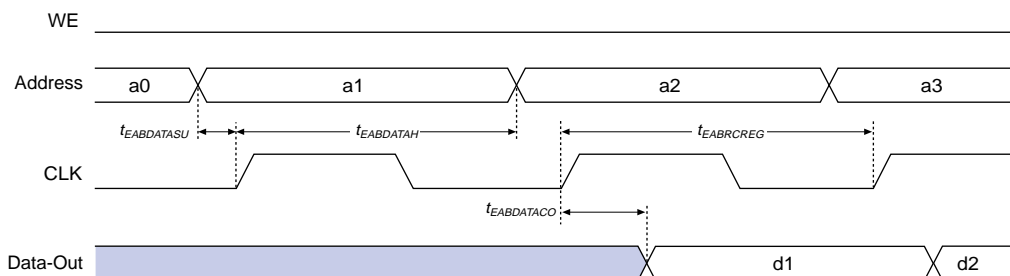 WE
Address a0 a1 a2 a3
tEABDATASU tEABDATAH tEABRCREG
CLK
tEABDATACO
Data-Out d1 d2